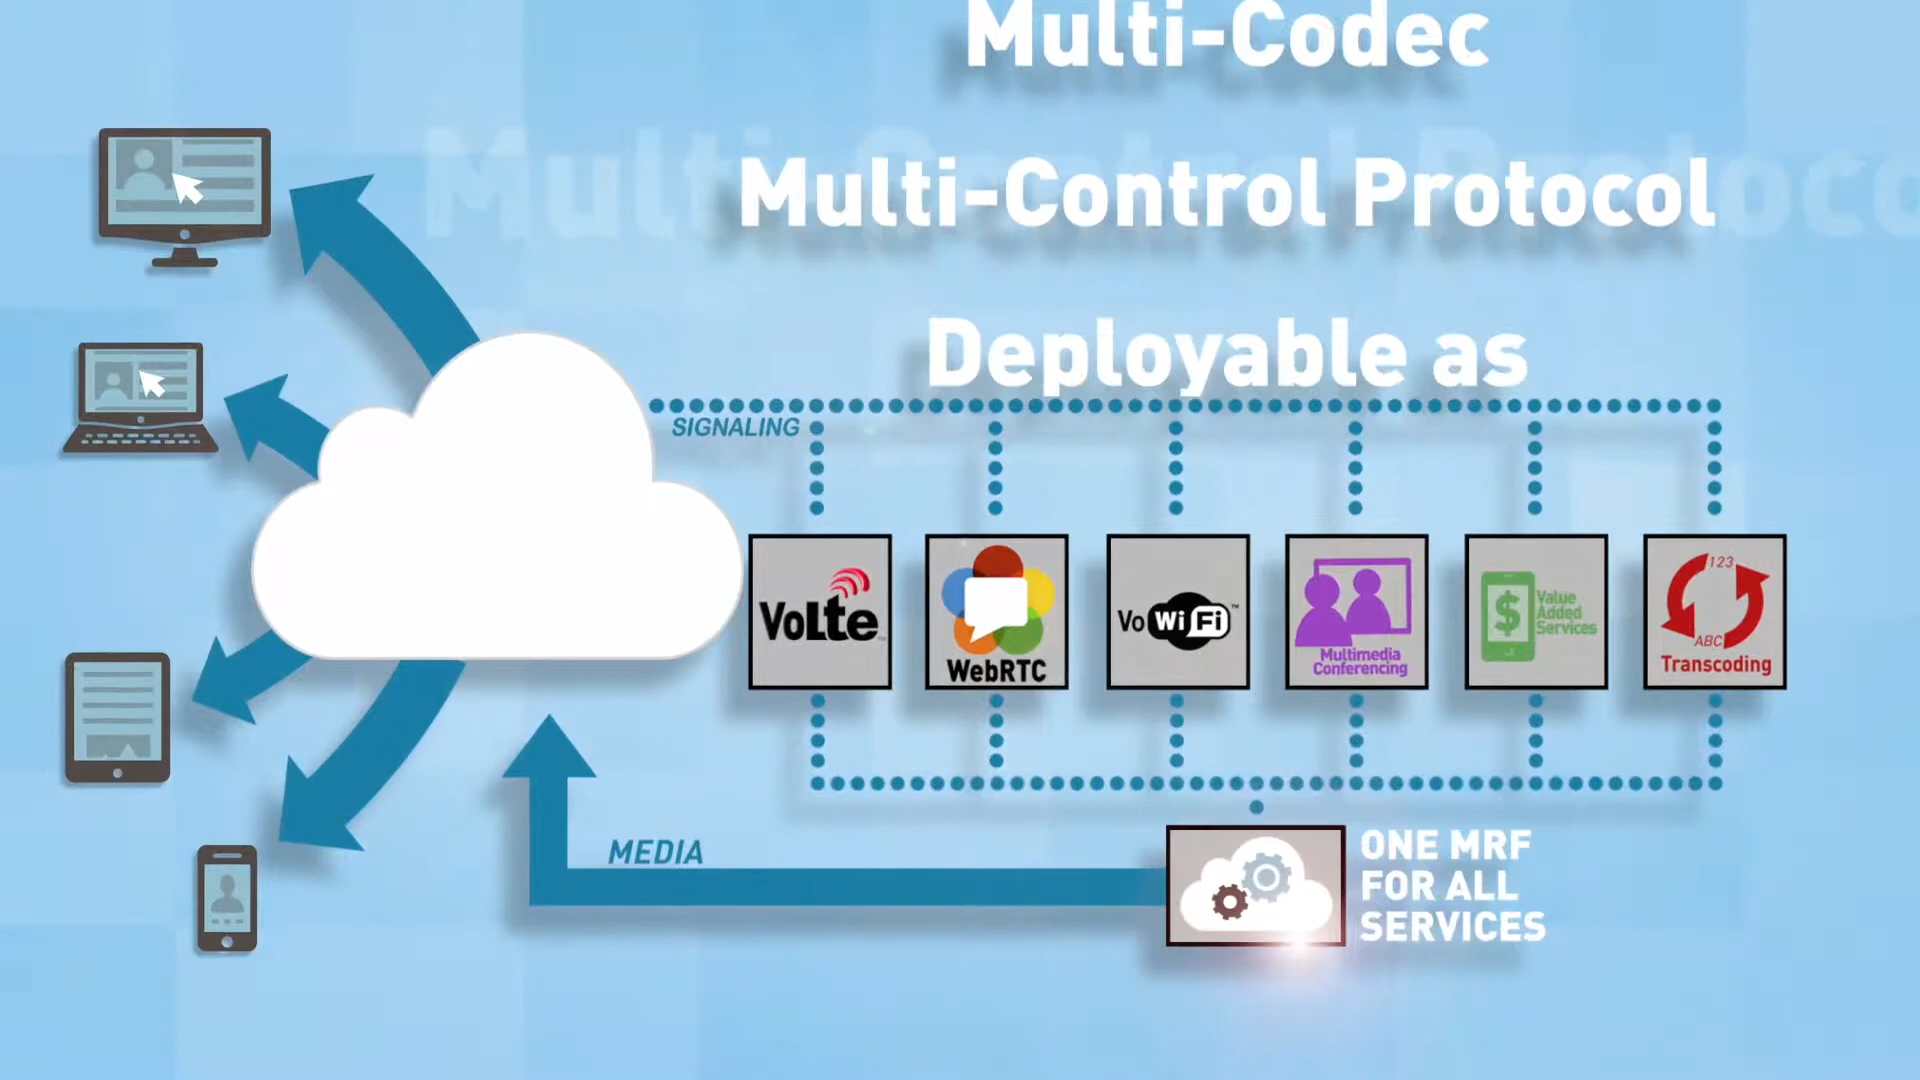 Multi-Codec
Multi-Control Protocol
Deployable as
SIGNALING
VoLTE
WebRTC
Vo WiFi™
Multimedia
Conferencing
$
Value
Added
Services
123
ABC
Transcoding
MEDIA
ONE MRF
FOR ALL
SERVICES